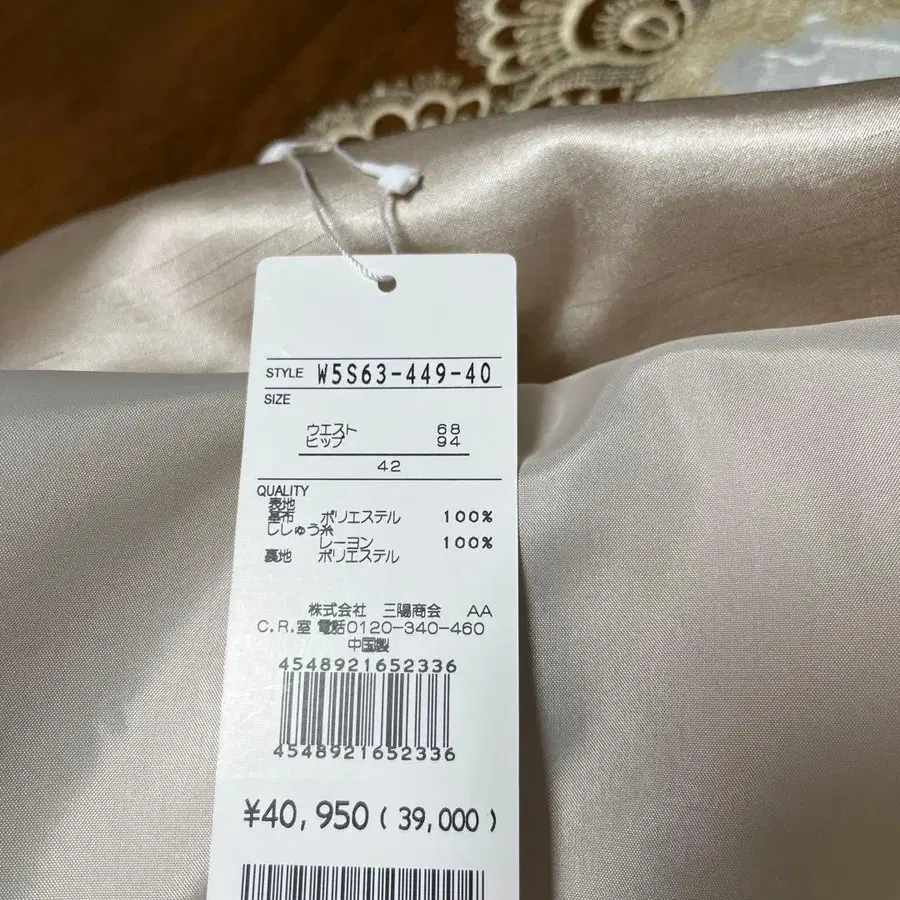 STYLE W5S63-449-40
SIZE
ウエスト 68
ヒップ 94
42
QUALITY
表地
基布 ポリエステル 100%
ししゅう糸
レーヨン 100%
裏地 ポリエステル
株式会社 三陽商会 AA
C.R.室 電話0120-340-460
中国製
4548921652336
4548921652336
¥40,950(39,000)